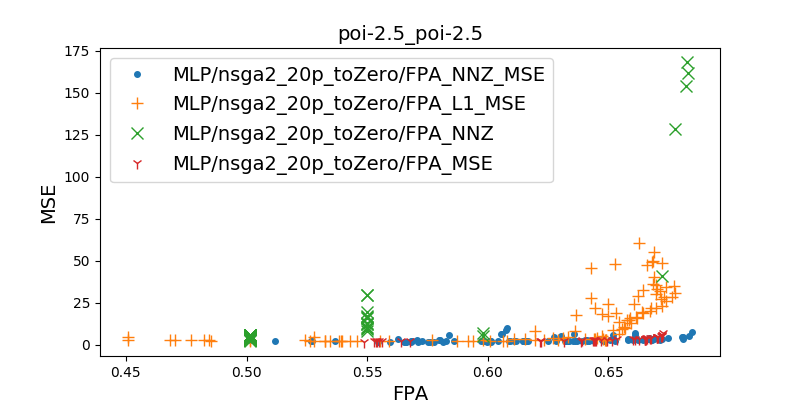 poi-2.5_poi-2.5
MLP/nsga2_20p_toZero/FPA_NNZ_MSE
MLP/nsga2_20p_toZero/FPA_L1_MSE
MLP/nsga2_20p_toZero/FPA_NNZ
MLP/nsga2_20p_toZero/FPA_MSE
175
150
125
100
75
50
25
0
MSE
0.45 0.50 0.55 0.60 0.65
FPA